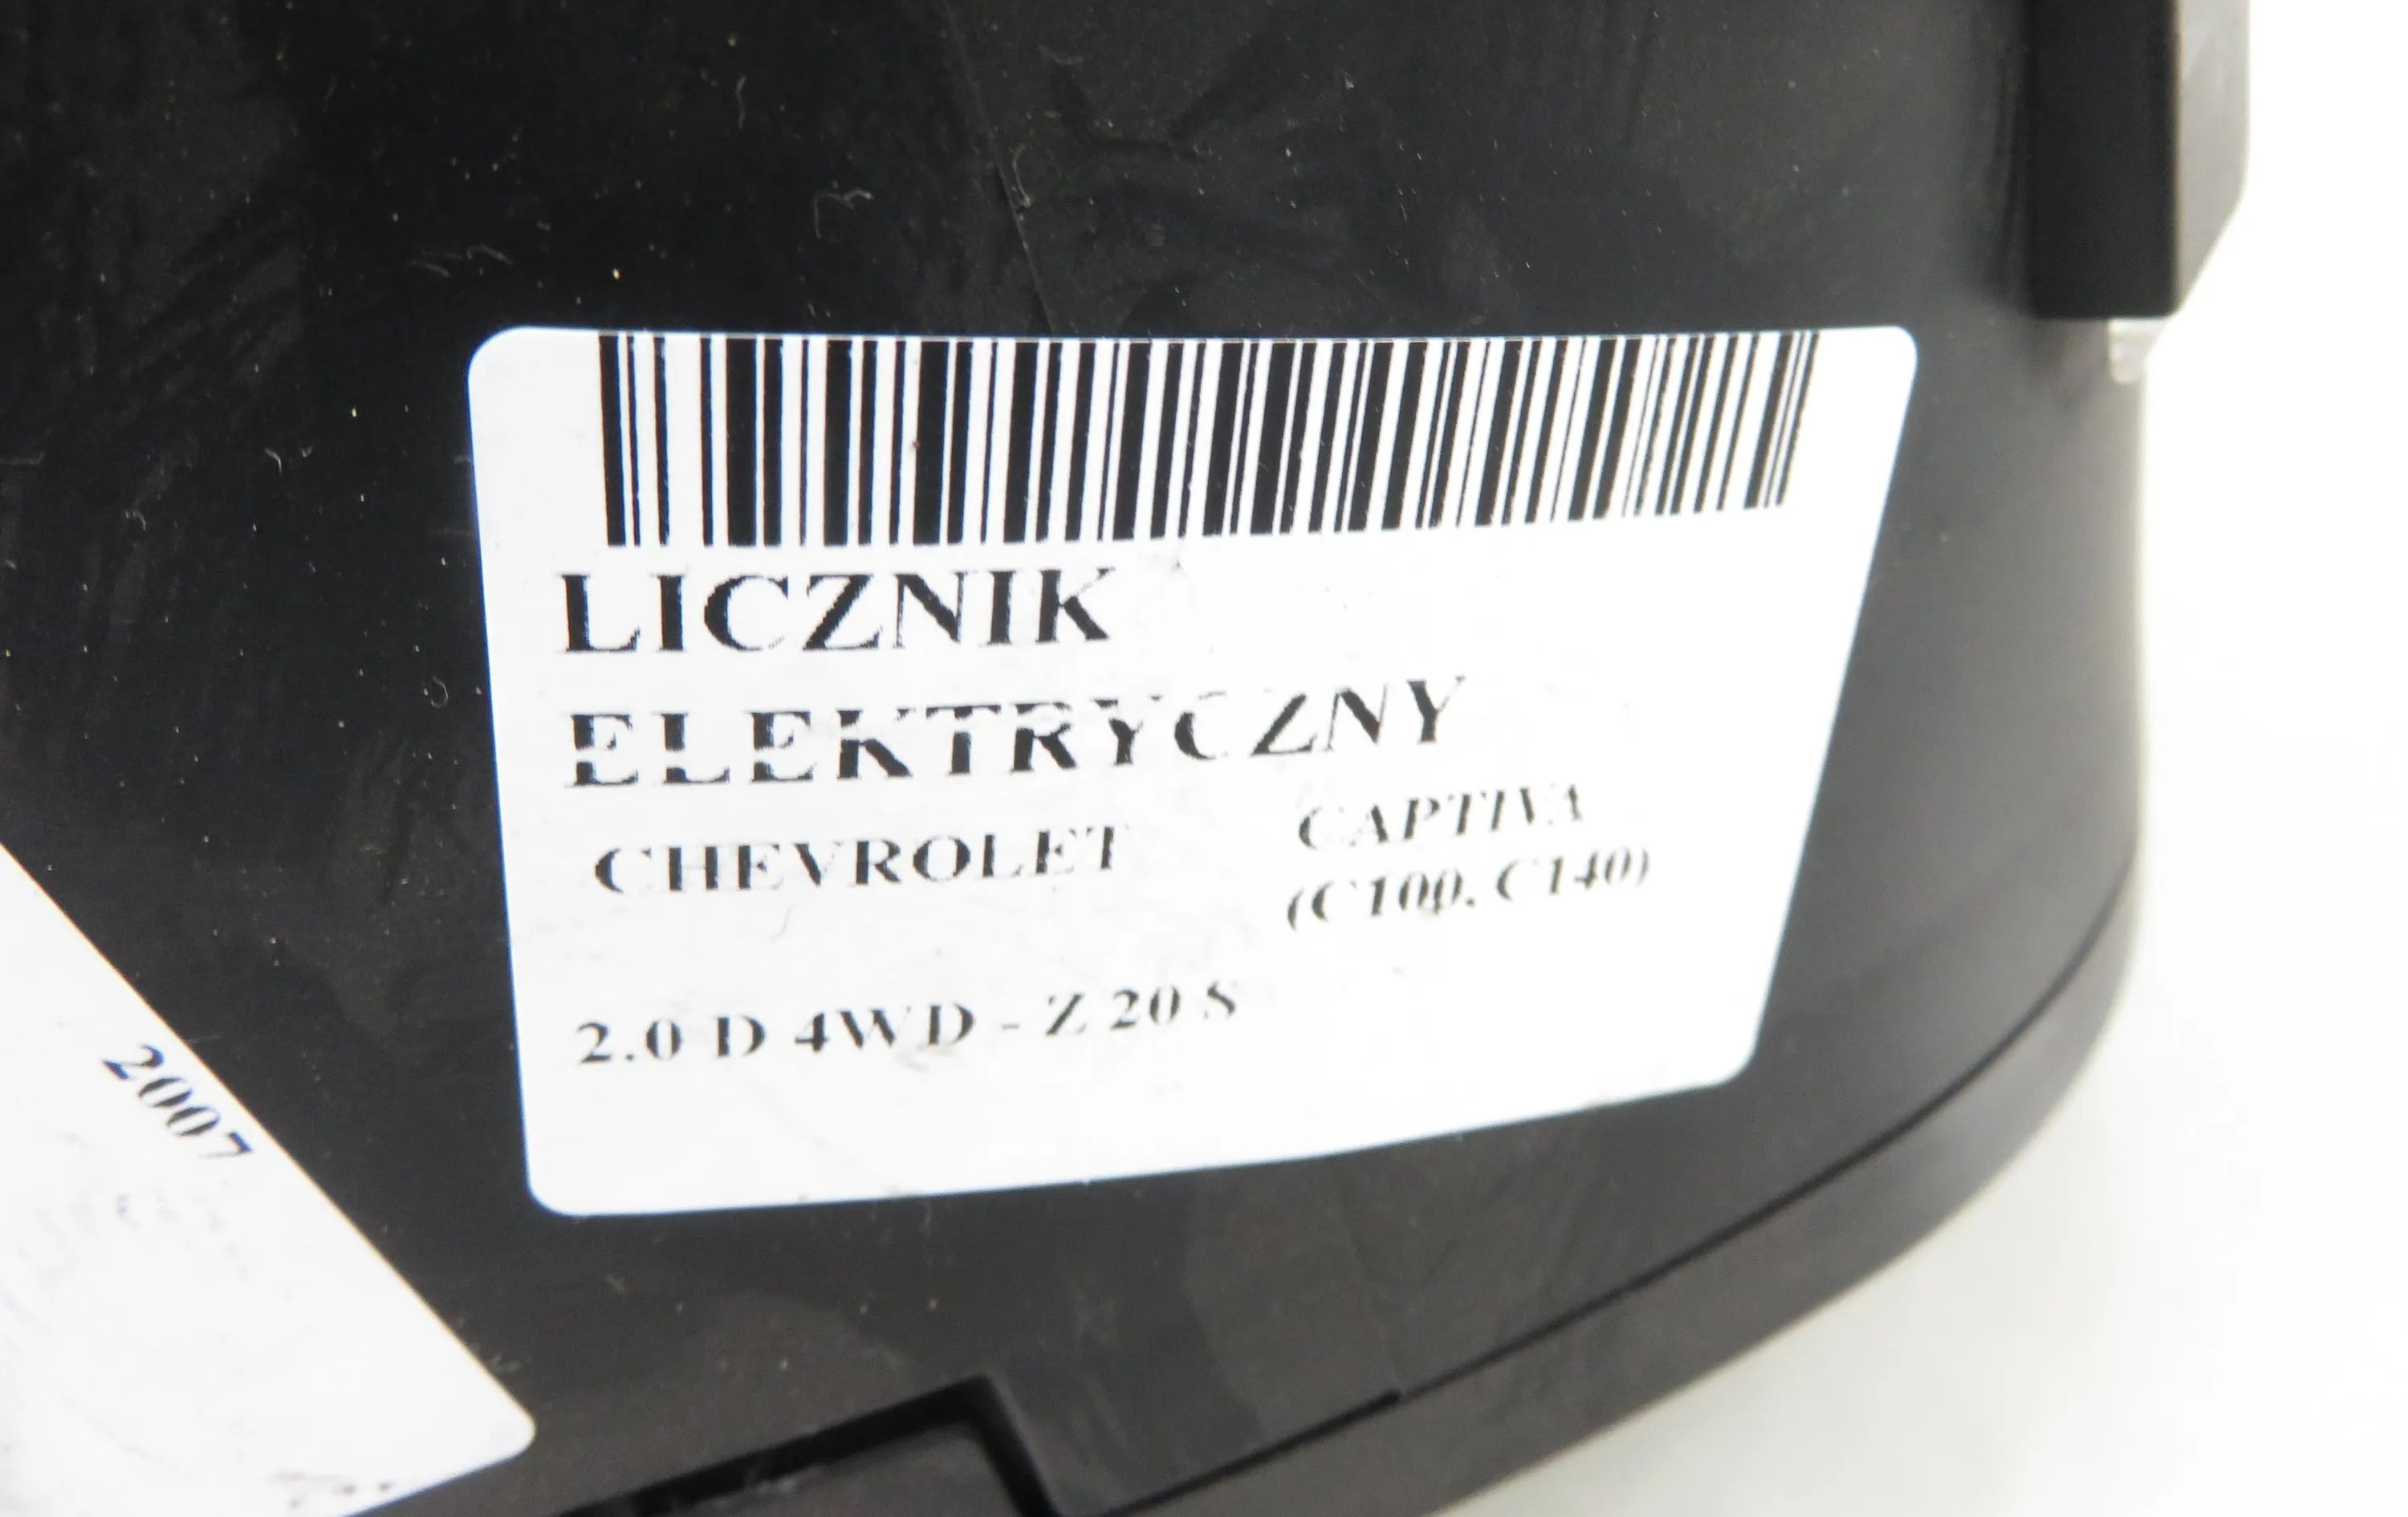 LICZNIK
ELEKTRYCZNY
CHEVROLET
CAPTIVA
(C100, C140)
2.0 D 4WD - Z 20 S
2007